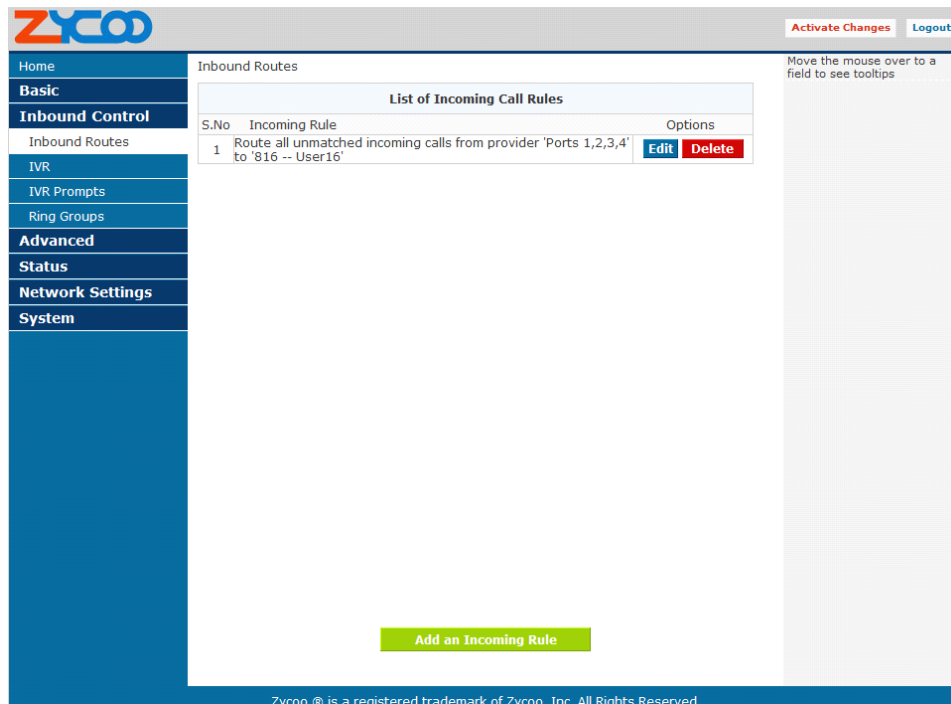 ZYCOO
Activate Changes Logout
Home
Basic
Inbound Control
Inbound Routes
IVR
IVR Prompts
Ring Groups
Advanced
Status
Network Settings
System
Inbound Routes
List of Incoming Call Rules
S.No Incoming Rule Options
1 Route all unmatched incoming calls from provider 'Ports 1,2,3,4'
to '816 -- User16'
Edit Delete
Add an Incoming Rule
Move the mouse over to a
field to see tooltips
Zycoo ® is a registered trademark of Zycoo, Inc. All Rights Reserved